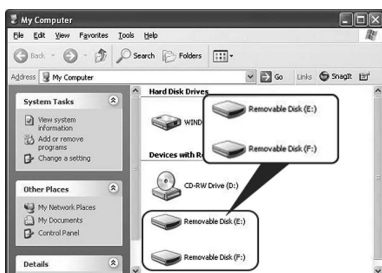 My Computer
File Edit View Favorites Tools Help
Back Search Folders
Address My Computer Go Links SnagIt
System Tasks
View system information
Add or remove programs
Change a setting
Other Places
My Network Places
My Documents
Control Panel
Details
Hard Disk Drives
WIND
Devices with R
CD-RW Drive (D:)
Removable Disk (E:)
Removable Disk (F:)
Removable Disk (E:)
Removable Disk (F:)